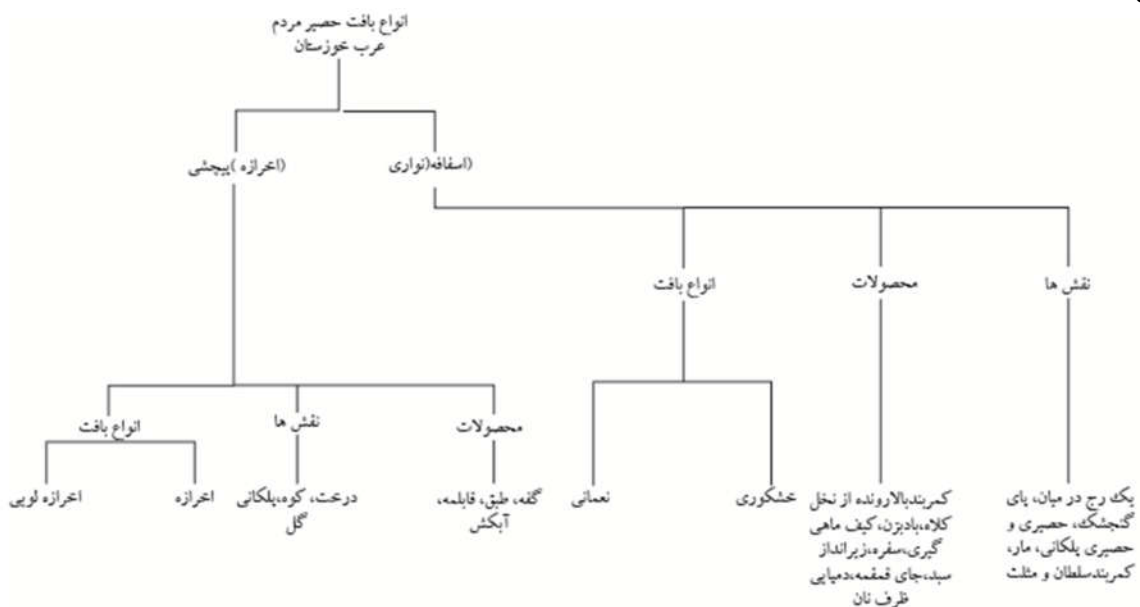 انواع بافت حصیر مردم
عرب خوزستان
(اسفافه(نواری
(اخرازه )پیچشی
نقش ها
محصولات
انواع بافت
یک رج در میان، پای
گنجشک، حصیری و
حصیری پلکانی، مار،
کمربندسلطان و مثلث
کمربندبالارونده از نخل
کلاه،بادبزن،کیف ماهی
گیری،سفره،زیرانداز
سبد،جای قمقمه،دمپایی
ظرف نان
خشکوری
نعمانی
محصولات
نقش ها
انواع بافت
گفه، طبق، قابلمه،
آبکش
درخت، کوه،پلکانی
گل
اخرازه
اخرازه لویی